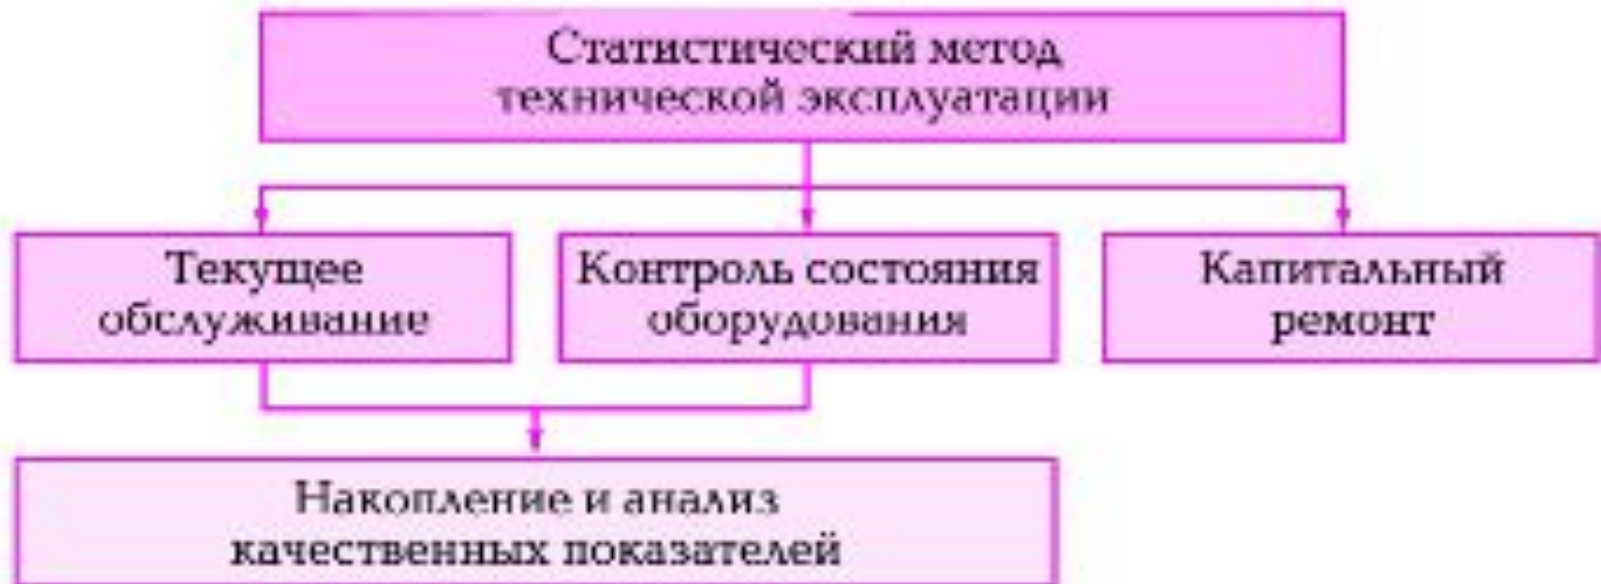 Статистический метод
технической эксплуатации
Текущее
обслуживание
Контроль состояния
оборудования
Капитальный
ремонт
Накопление и анализ
качественных показателей